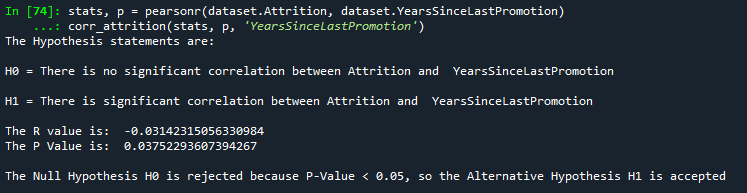 In [74]: stats, p = pearsonr(dataset.Attrition, dataset.YearsSinceLastPromotion)
    ...: corr_attrition(stats, p, 'YearsSinceLastPromotion')
The Hypothesis statements are:
H0 = There is no significant correlation between Attrition and  YearsSinceLastPromotion
H1 = There is significant correlation between Attrition and  YearsSinceLastPromotion
The R value is:  -0.03142315056330984
The P Value is:  0.03752293607394267
The Null Hypothesis H0 is rejected because P-Value < 0.05, so the Alternative Hypothesis H1 is accepted